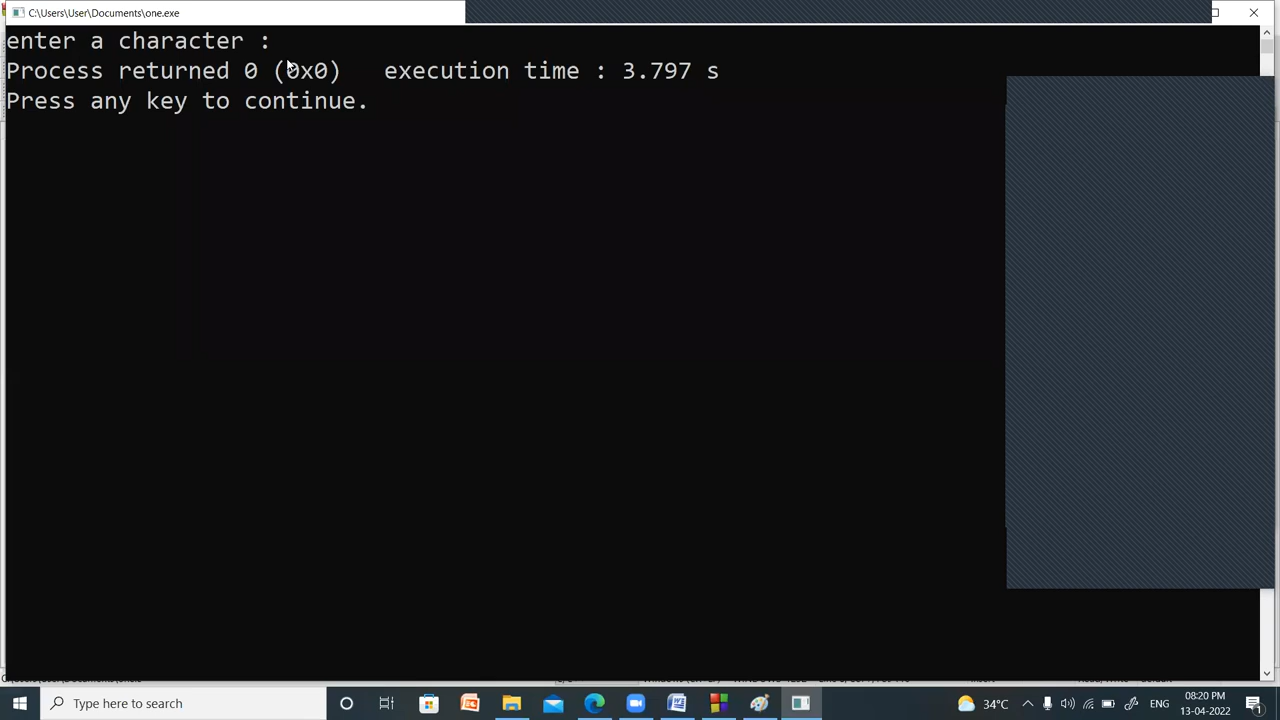 C:\Users\User\Documents\one.exe
enter a character :
Process returned 0 (0x0)   execution time : 3.797 s
Press any key to continue.
Type here to search
34°C
ENG
08:20 PM
13-04-2022
1